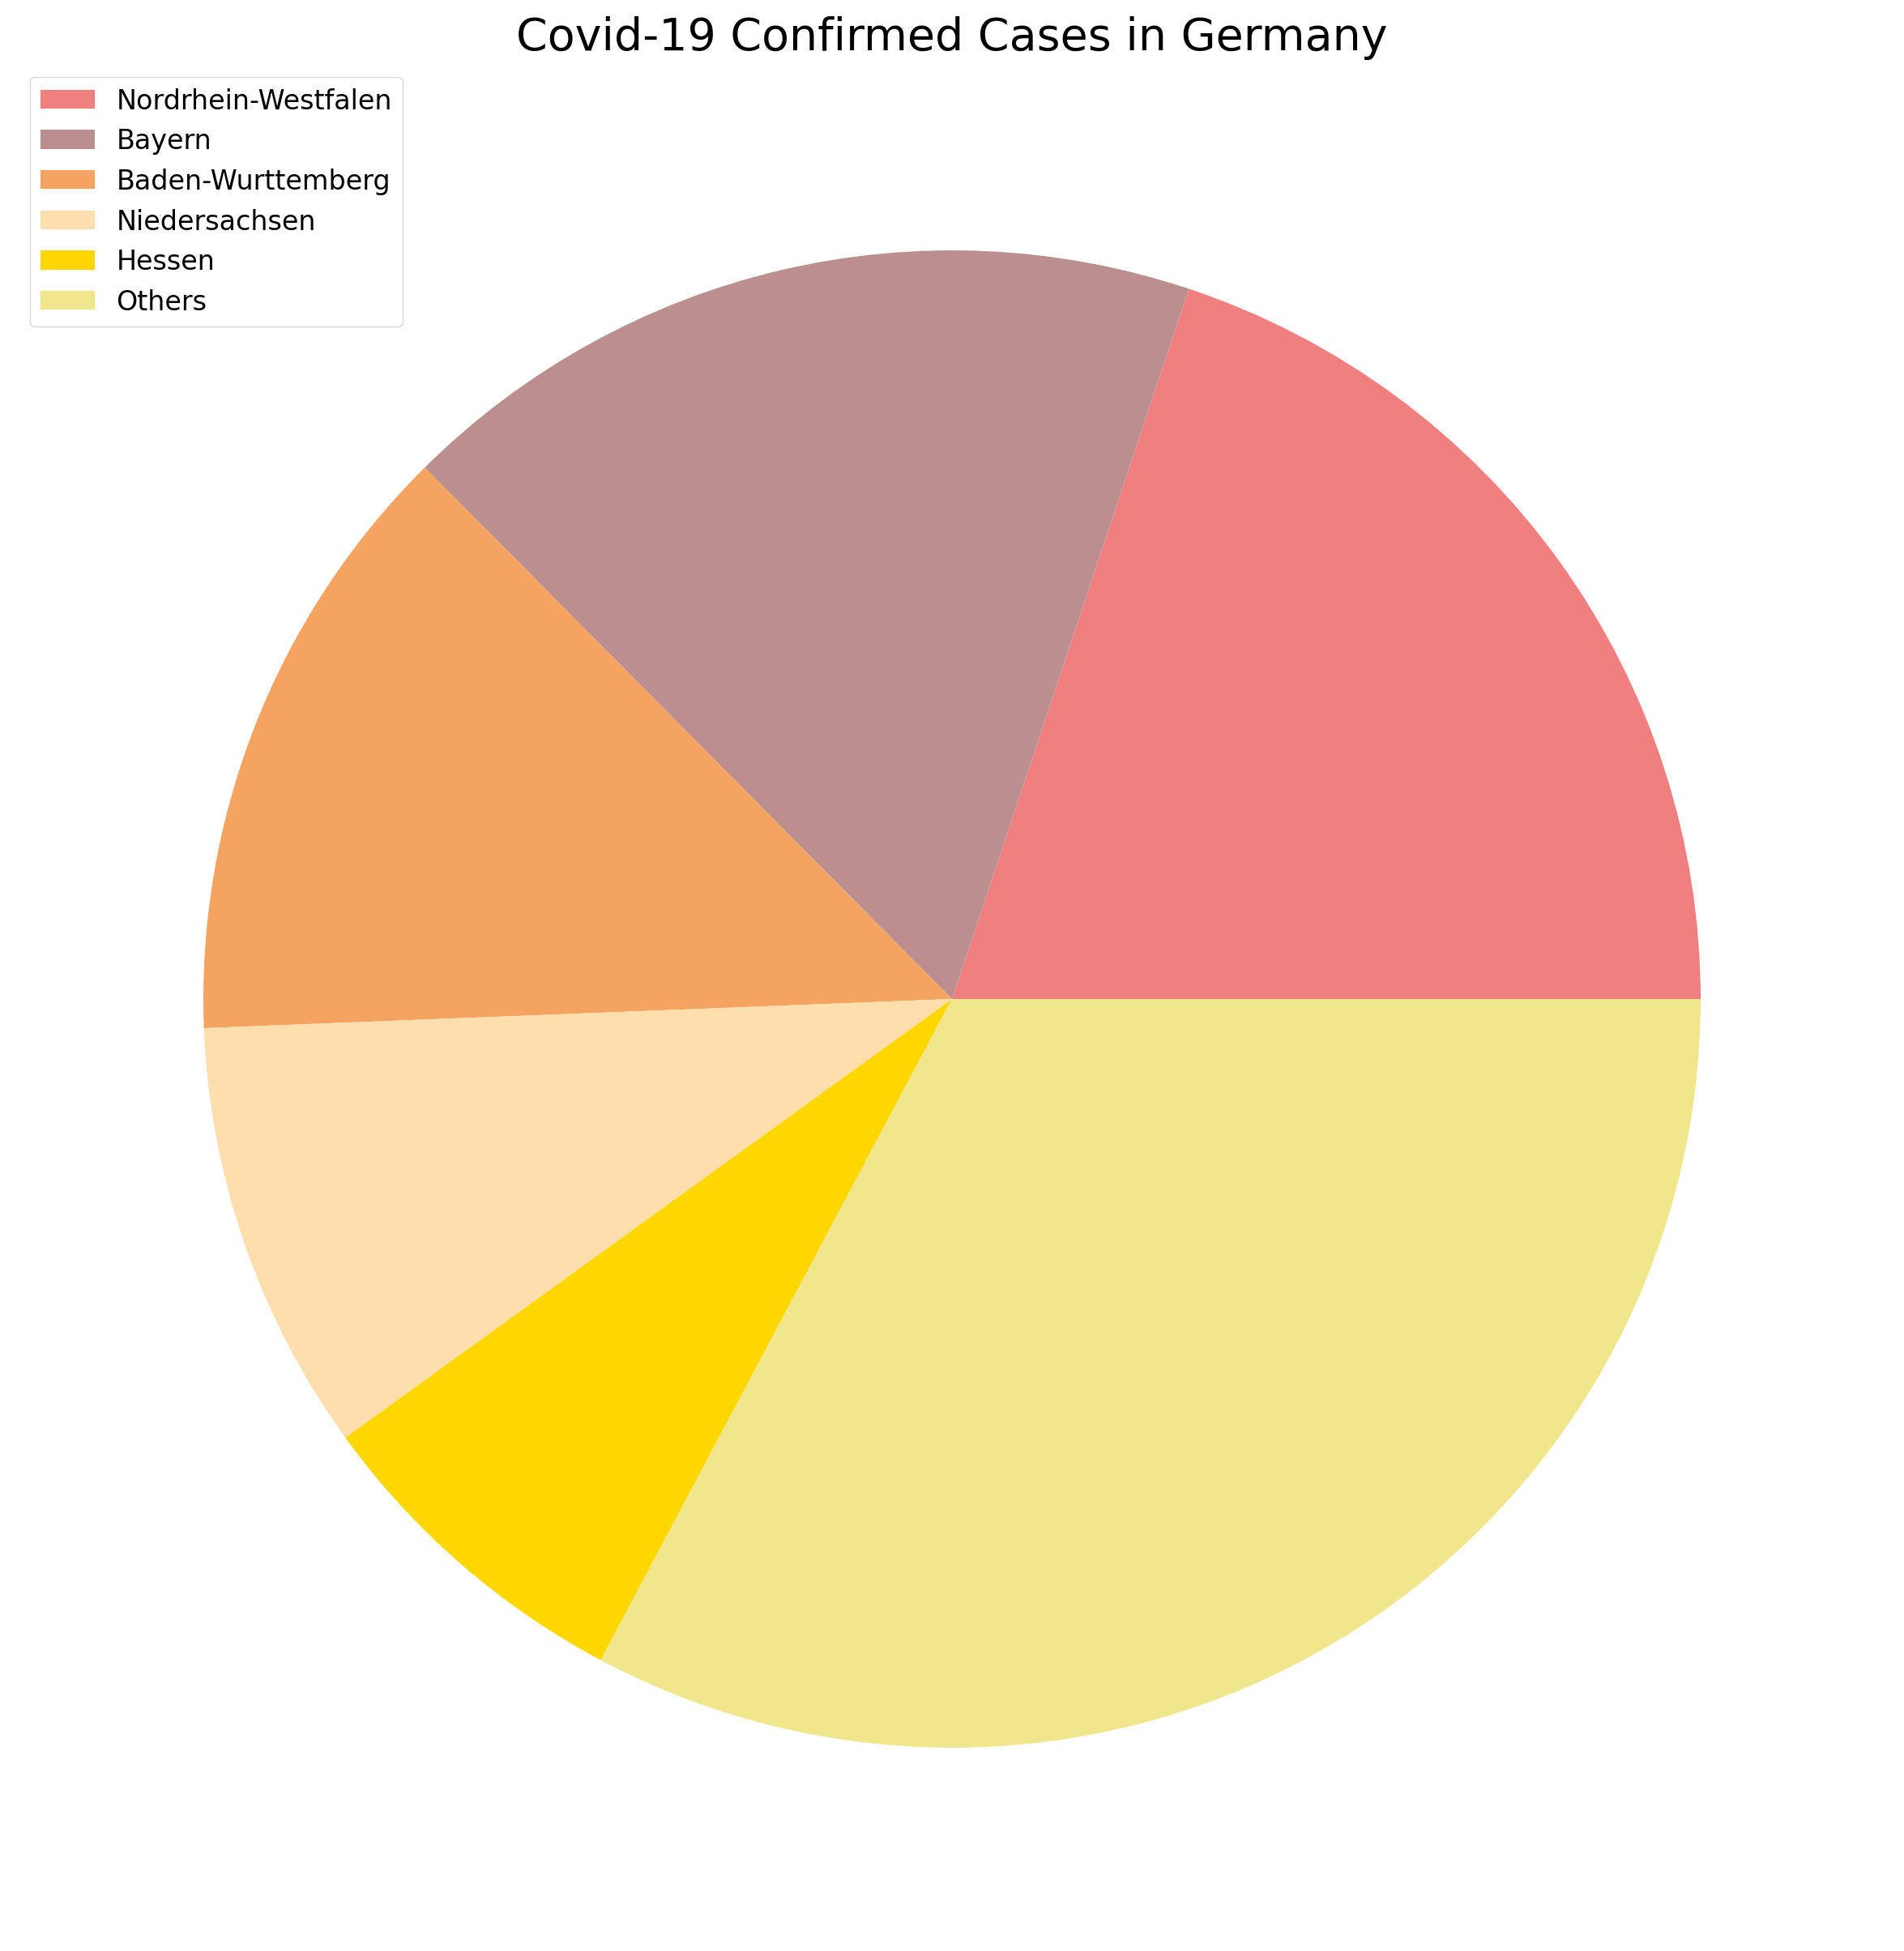 Covid-19 Confirmed Cases in Germany
Nordrhein-Westfalen
Bayern
Baden-Wurttemberg
Niedersachsen
Hessen
Others